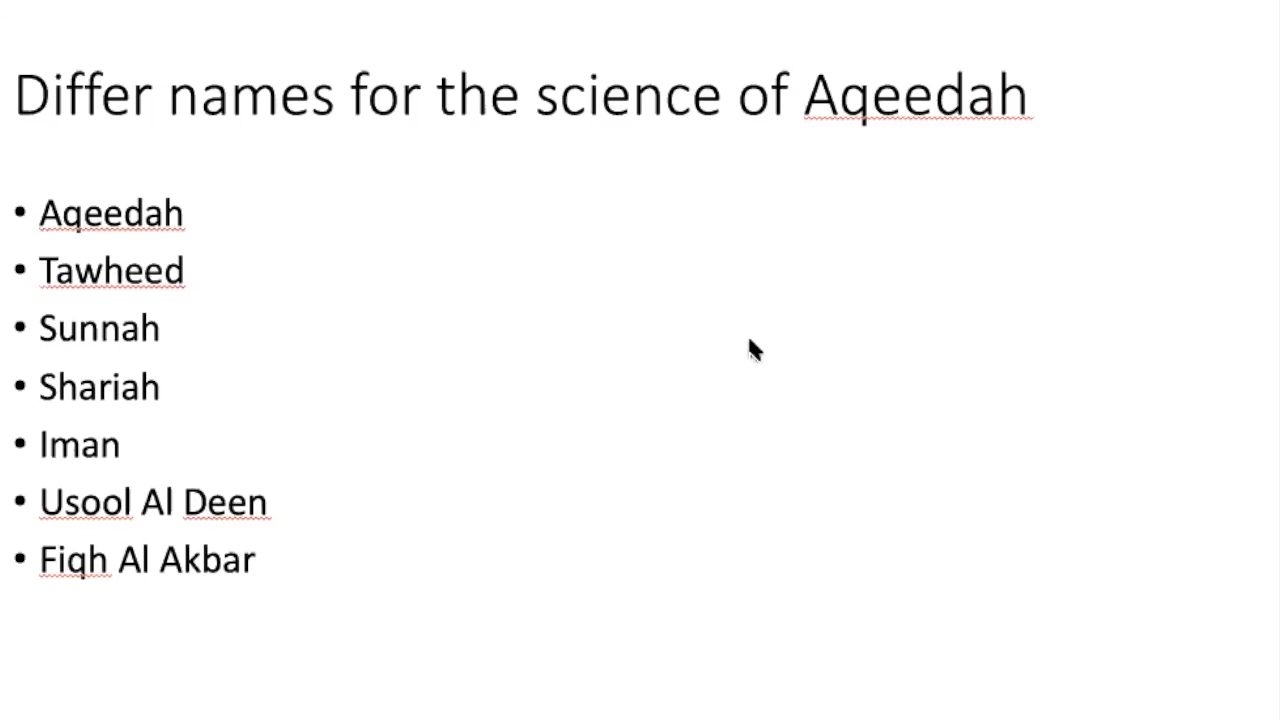 Differ names for the science of Aqeedah
• Aqeedah
• Tawheed
• Sunnah
• Shariah
• Iman
• Usool Al Deen
• Fiqh Al Akbar